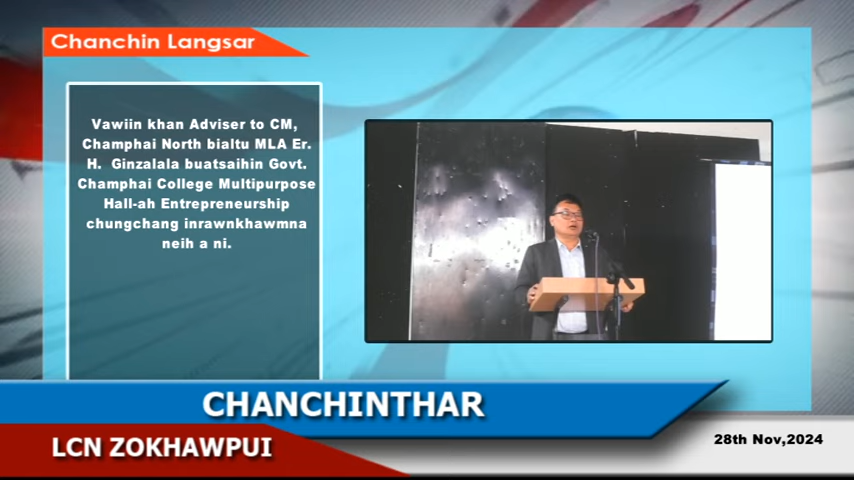 Chanchin Langsar
Vawiin khan Adviser to CM,
Champhai North bialtu MLA Er.
H. Ginzalala buatsaihin Govt.
Champhai College Multipurpose
Hall-ah Entrepreneurship
chungchang inrawnkhawmna
neih a ni.
CHANCHINTHAR
LCN ZOKHAWPUI
28th Nov,2024